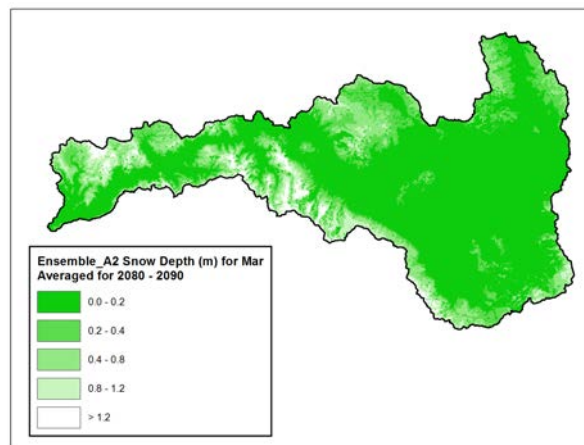 Ensemble_A2 Snow Depth (m) for Mar
Averaged for 2080 - 2090
0.0 - 0.2
0.2 - 0.4
0.4 - 0.8
0.8 - 1.2
> 1.2